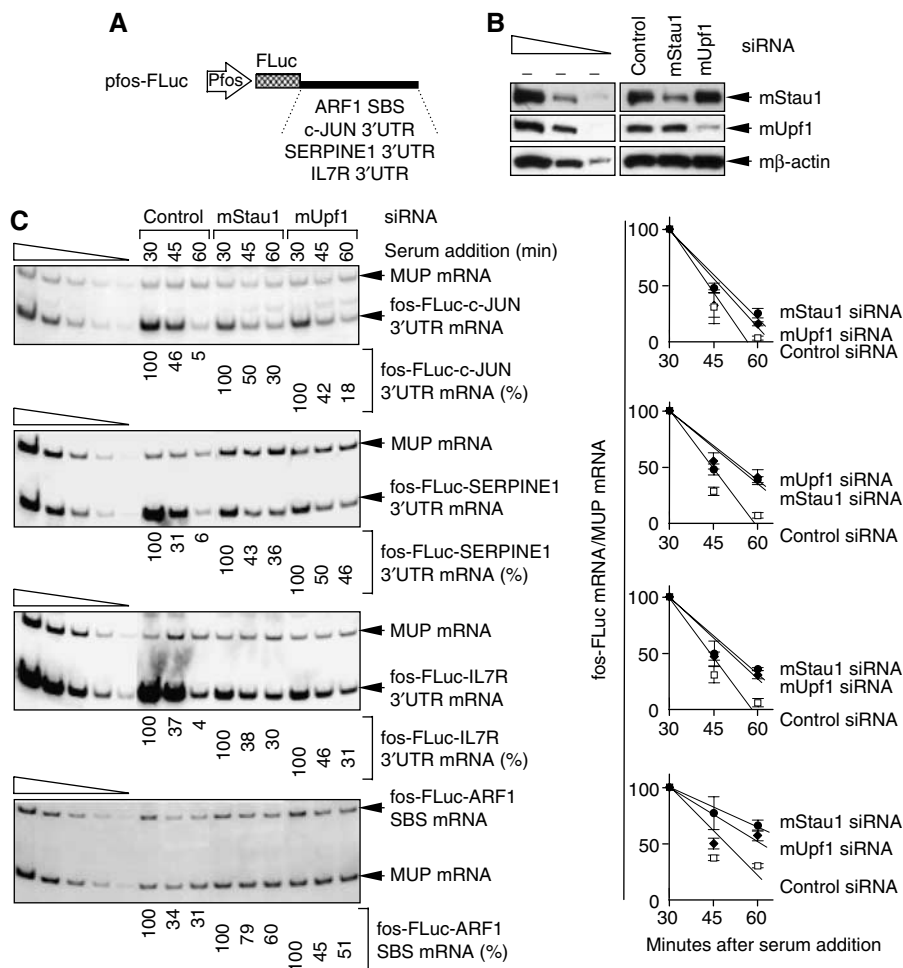 A
pfos-FLuc
Pfos
FLuc
ARF1 SBS
c-JUN 3′UTR
SERPINE1 3′UTR
IL7R 3′UTR
B
Control
mStau1
mUpf1
siRNA
– – –
mStau1
mUpf1
mβ-actin
C
Control mStau1 mUpf1 siRNA
30 45 60 30 45 60 30 45 60 Serum addition (min)
MUP mRNA
fos-FLuc-c-JUN
3′UTR mRNA
100 46 5 100 50 30 100 42 18
fos-FLuc-c-JUN
3′UTR mRNA (%)
MUP mRNA
fos-FLuc-SERPINE1
3′UTR mRNA
100 31 6 100 43 36 100 50 46
fos-FLuc-SERPINE1
3′UTR mRNA (%)
MUP mRNA
fos-FLuc-IL7R
3′UTR mRNA
100 37 4 100 38 30 100 46 31
fos-FLuc-IL7R
3′UTR mRNA (%)
fos-FLuc-ARF1
SBS mRNA
MUP mRNA
100 34 31 100 79 60 100 45 51
fos-FLuc-ARF1
SBS mRNA (%)
fos-FLuc mRNA/MUP mRNA
100
50
0
30 45 60
mStau1 siRNA
mUpf1 siRNA
Control siRNA
100
50
0
30 45 60
mUpf1 siRNA
mStau1 siRNA
Control siRNA
100
50
0
30 45 60
mStau1 siRNA
mUpf1 siRNA
Control siRNA
100
50
0
30 45 60
mStau1 siRNA
mUpf1 siRNA
Control siRNA
Minutes after serum addition